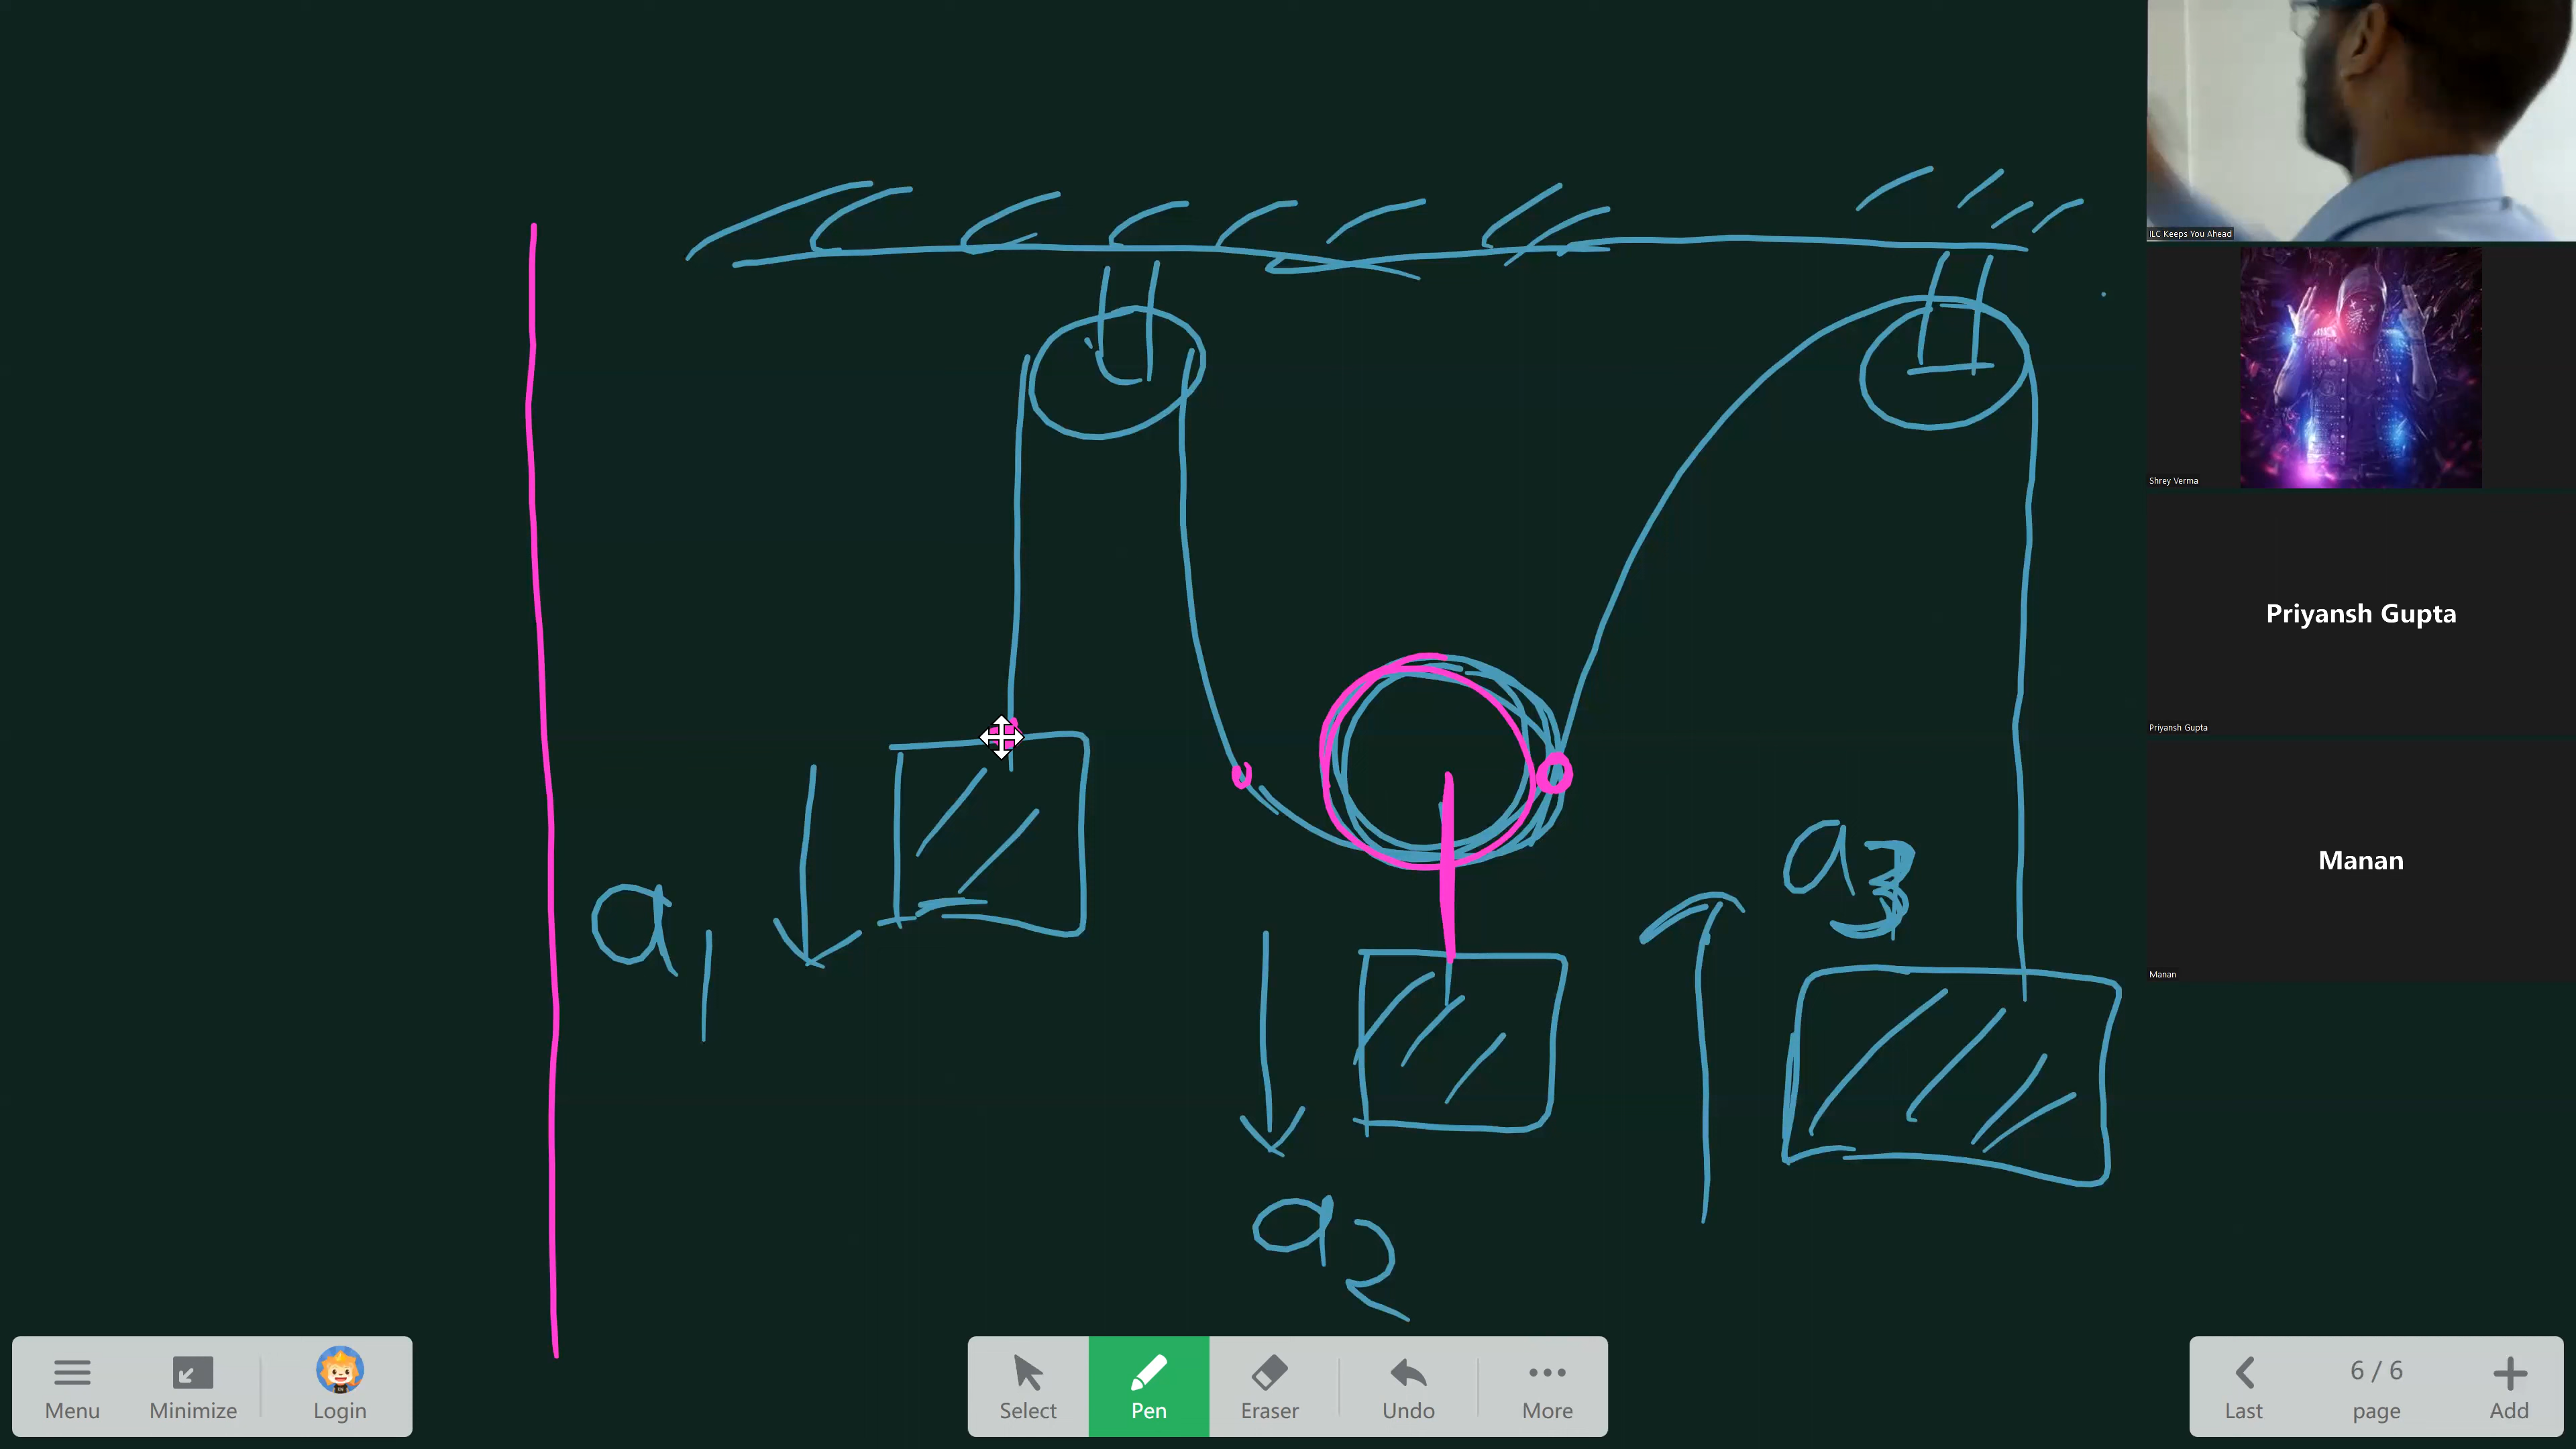 ILC Keeps You Ahead
Shrey Verma
Priyansh Gupta
Priyansh Gupta
Manan
Manan
a1
a2
a3
Menu
Minimize
Login
Select
Pen
Eraser
Undo
More
Last
6 / 6
page
Add